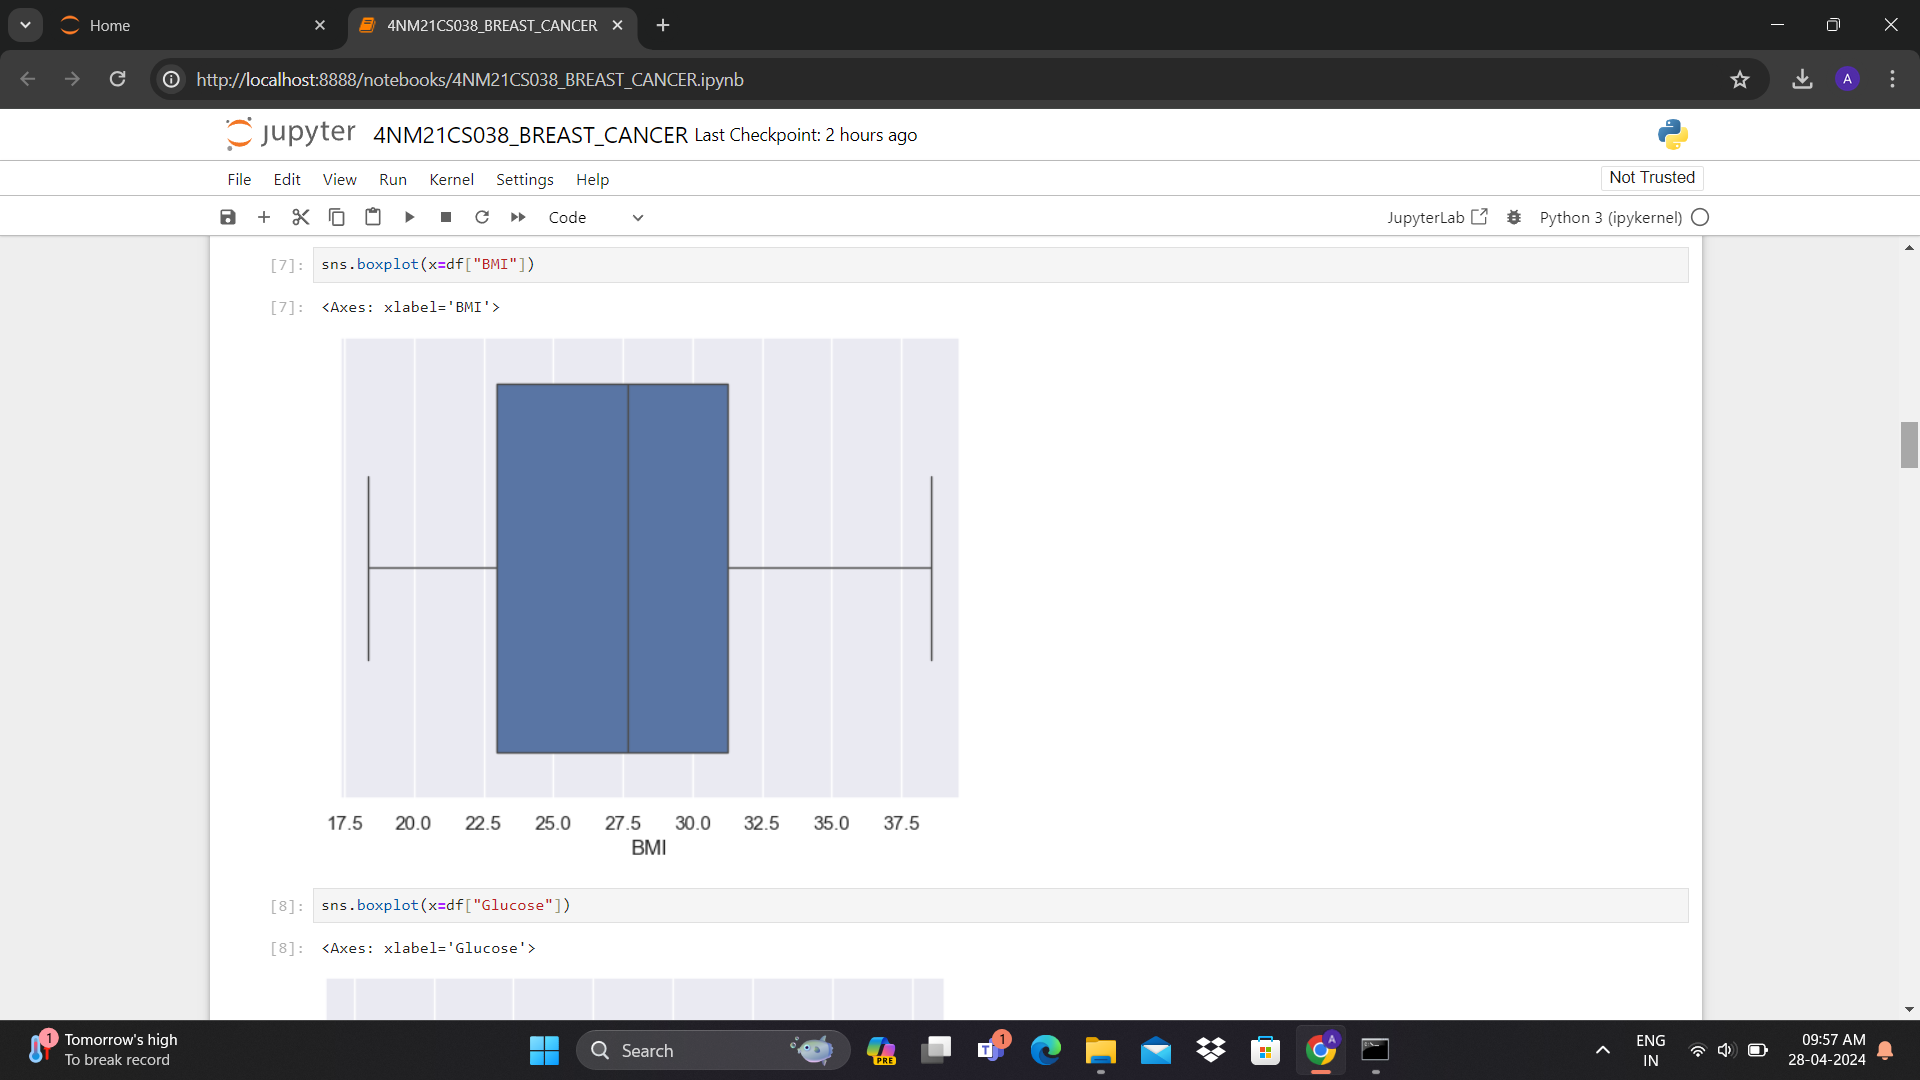 Home
4NM21CS038_BREAST_CANCER
http://localhost:8888/notebooks/4NM21CS038_BREAST_CANCER.ipynb
A
jupyter 4NM21CS038_BREAST_CANCER Last Checkpoint: 2 hours ago
File Edit View Run Kernel Settings Help
Not Trusted
Code
JupyterLab
Python 3 (ipykernel)
[7]: sns.boxplot(x=df["BMI"])
[7]: <Axes: xlabel='BMI'>
17.5 20.0 22.5 25.0 27.5 30.0 32.5 35.0 37.5
BMI
[8]: sns.boxplot(x=df["Glucose"])
[8]: <Axes: xlabel='Glucose'>
1
Tomorrow's high
To break record
Search
PRE
T
1
A
ENG
IN
09:57 AM
28-04-2024